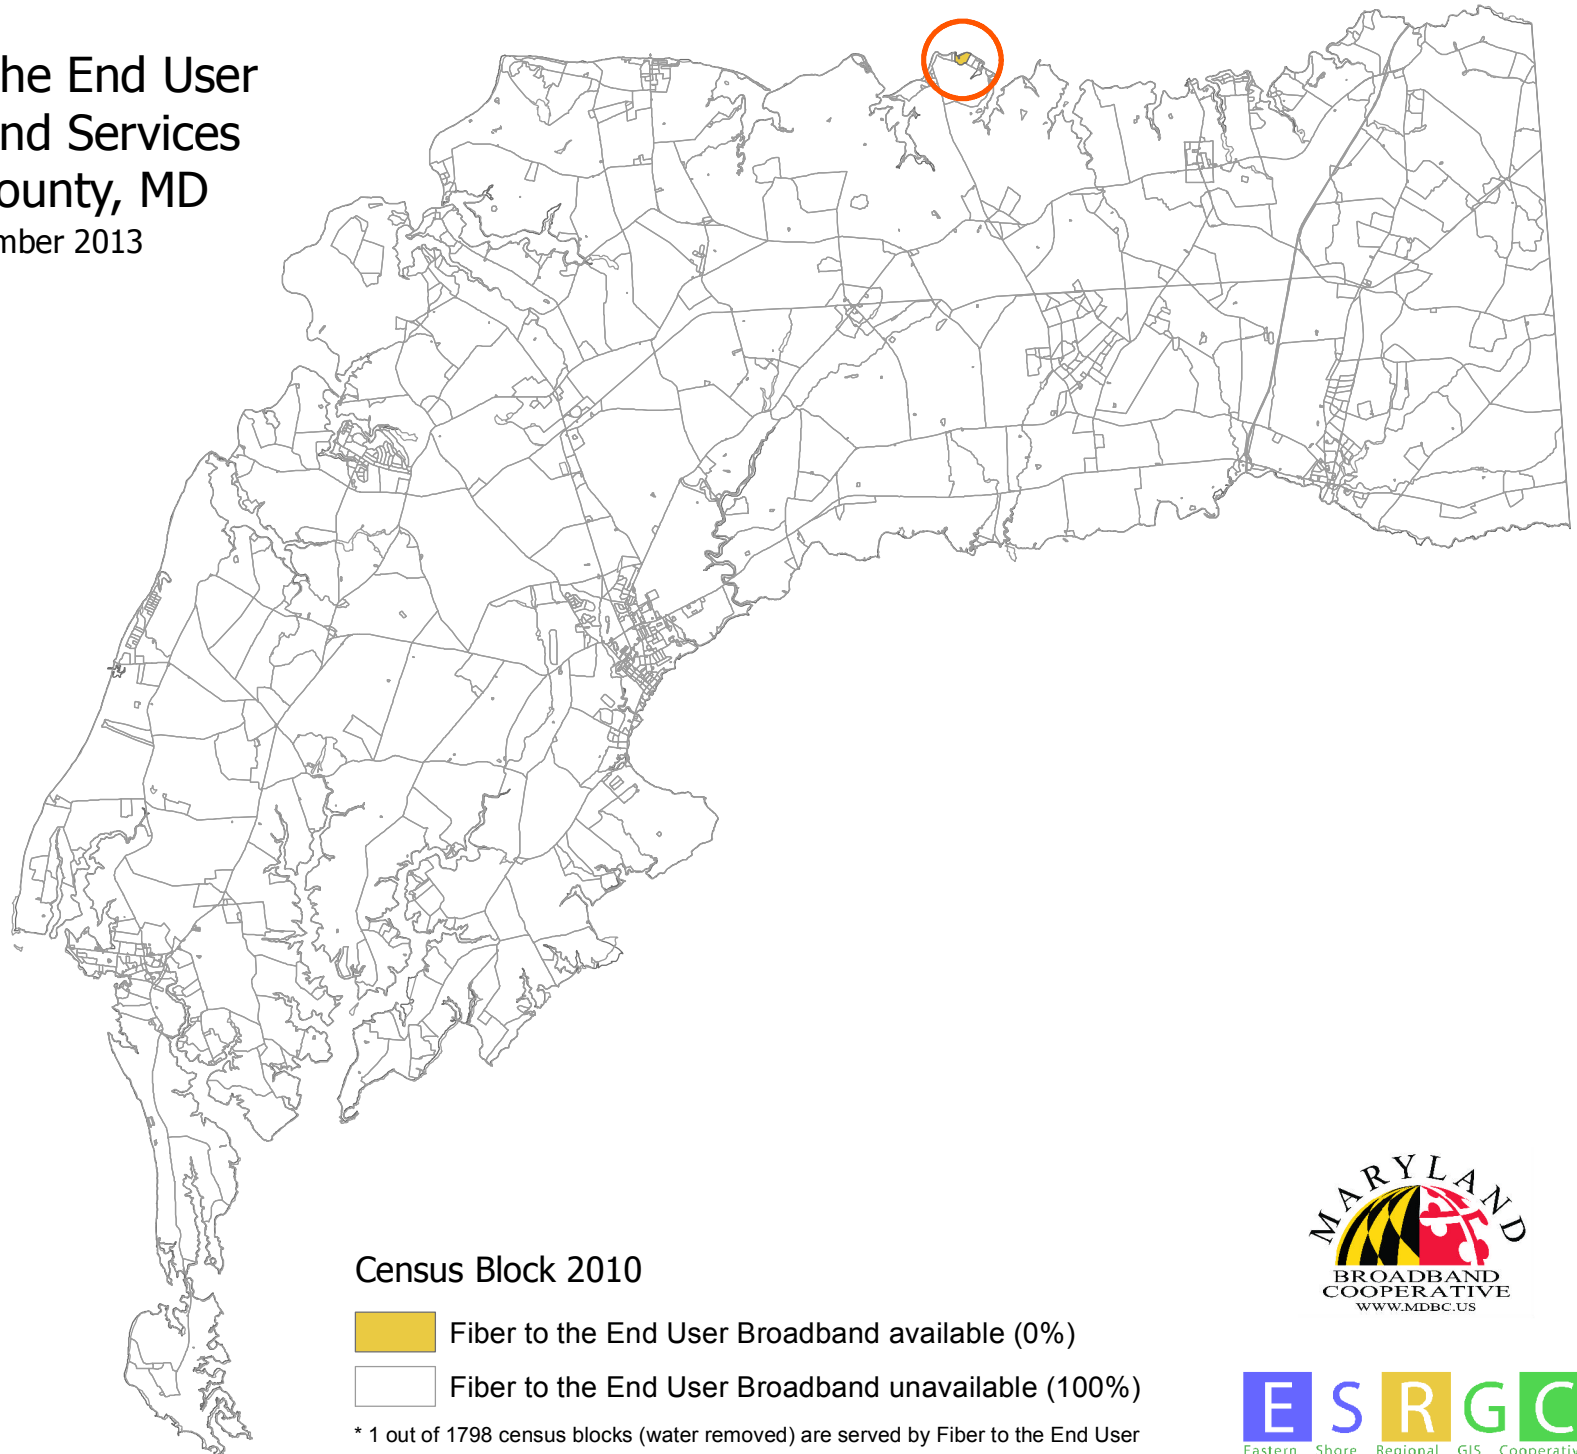 he End User
nd Services
ounty, MD
mber 2013
Census Block 2010
Fiber to the End User Broadband available (0%)
Fiber to the End User Broadband unavailable (100%)
* 1 out of 1798 census blocks (water removed) are served by Fiber to the End User
MARYLAND
BROADBAND
COOPERATIVE
WWW.MDBC.US
ESRGC
Eastern Shore Regional GIS Cooperativ